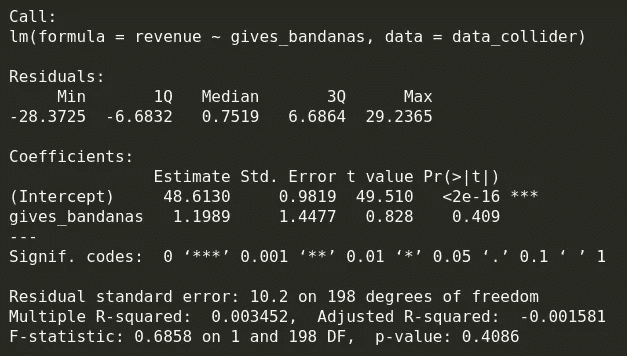 Call:
lm(formula = revenue ~ gives_bandanas, data = data_collider)
Residuals:
     Min       1Q   Median       3Q      Max
-28.3725  -6.6832   0.7519   6.6864  29.2365
Coefficients:
               Estimate Std. Error t value Pr(>|t|)
(Intercept)     48.6130     0.9819  49.510   <2e-16 ***
gives_bandanas   1.1989     1.4477   0.828    0.409
---
Signif. codes:  0 ‘***’ 0.001 ‘**’ 0.01 ‘*’ 0.05 ‘.’ 0.1 ‘ ’ 1
Residual standard error: 10.2 on 198 degrees of freedom
Multiple R-squared:  0.003452,  Adjusted R-squared:  -0.001581
F-statistic: 0.6858 on 1 and 198 DF,  p-value: 0.4086